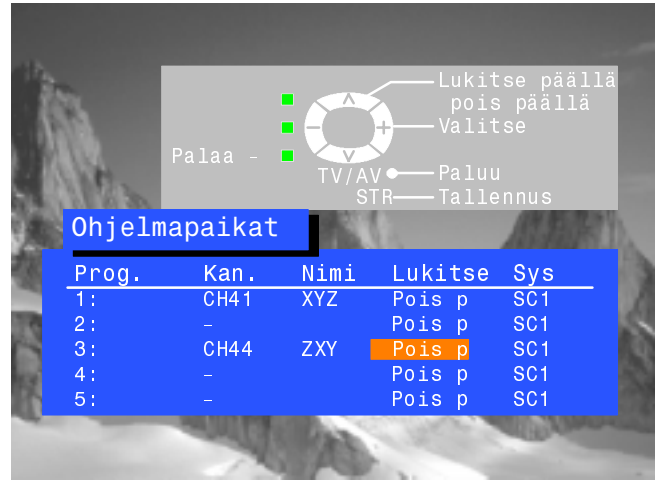 Lukitse päällä
pois päällä
Valitse
Palaa -
TV/AV Paluu
STR Tallennus
Ohjelmapaikat
Prog. Kan. Nimi Lukitse Sys
1: CH41 XYZ Pois p SC1
2: - Pois p SC1
3: CH44 ZXY Pois p SC1
4: - Pois p SC1
5: - Pois p SC1